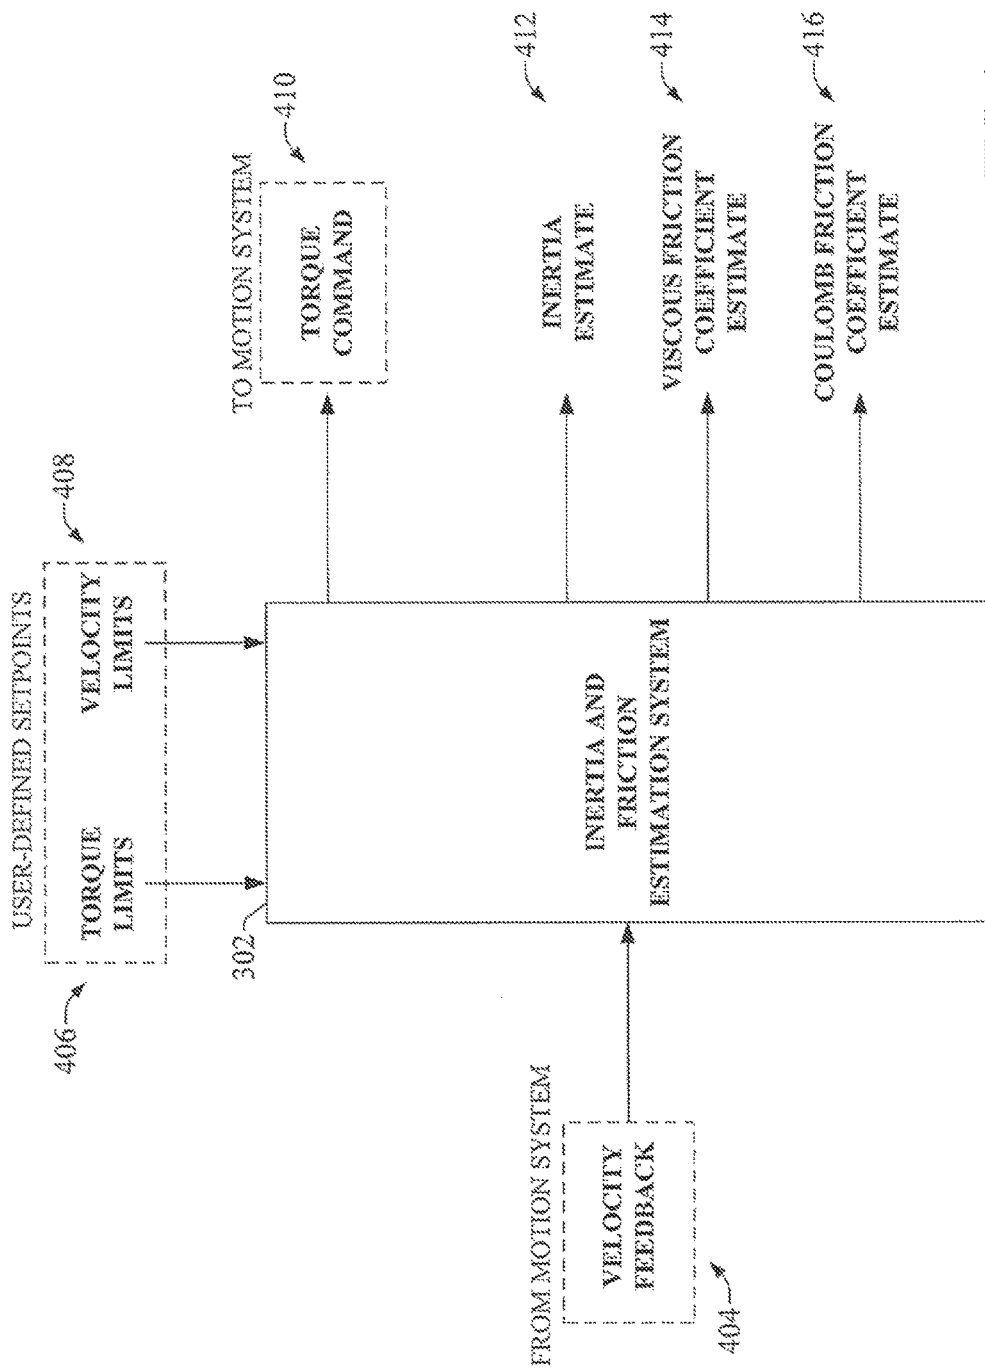 USER-DEFINED SETPOINTS
406
TORQUE
LIMITS
VELOCITY
LIMITS
408
302
FROM MOTION SYSTEM
VELOCITY
FEEDBACK
404
INERTIA AND
FRICTION
ESTIMATION SYSTEM
TO MOTION SYSTEM
TORQUE
COMMAND
410
INERTIA
ESTIMATE
412
VISCOUS FRICTION
COEFFICIENT
ESTIMATE
414
COULOMB FRICTION
COEFFICIENT
ESTIMATE
416